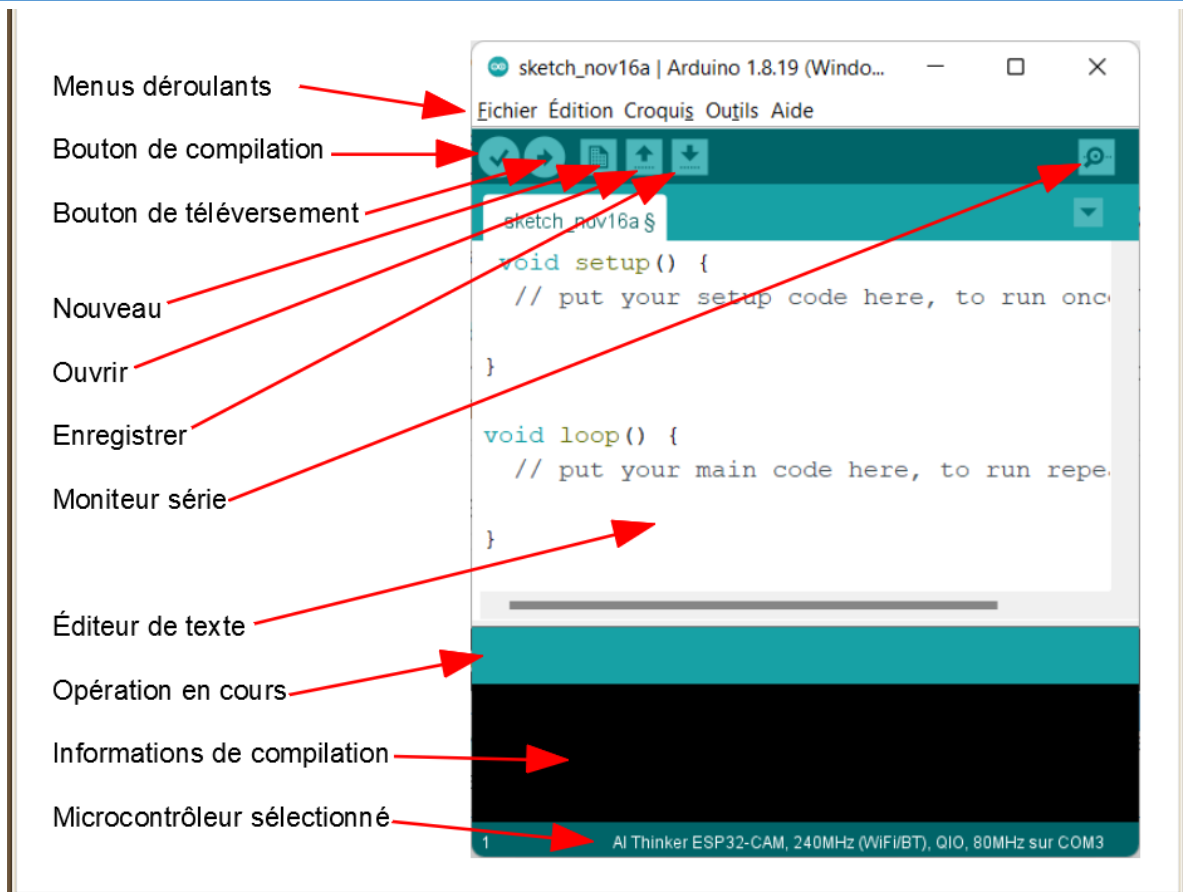 Menus déroulants
Bouton de compilation
Bouton de téléversement
Nouveau
Ouvrir
Enregistrer
Moniteur série
Éditeur de texte
Opération en cours
Informations de compilation
Microcontrôleur sélectionné
sketch_nov16a | Arduino 1.8.19 (Windo...
Fichier Édition Croquis Outils Aide
sketch_nov16a §
void setup() {
// put your setup code here, to run onc
}
void loop() {
// put your main code here, to run repe
}
1 AI Thinker ESP32-CAM, 240MHz (WiFi/BT), QIO, 80MHz sur COM3